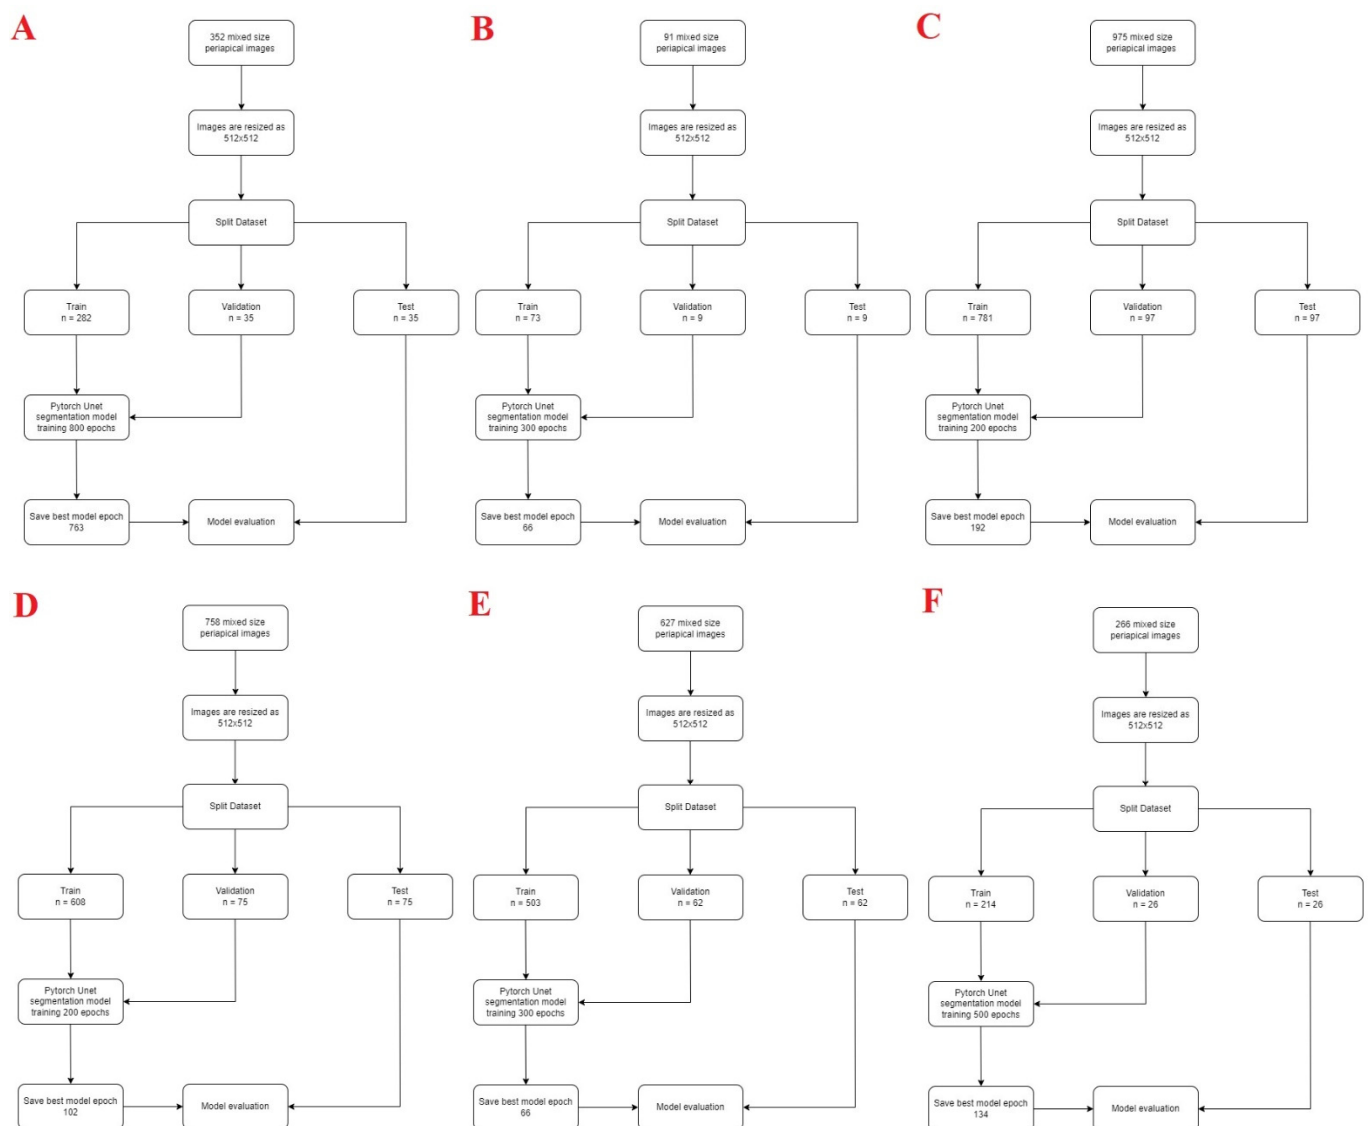 A
352 mixed size
periapical images
Images are resized as
512x512
Split Dataset
Train
n = 282
Validation
n = 35
Test
n = 35
Pytorch Unet
segmentation model
training 800 epochs
Save best model epoch
763
Model evaluation
B
91 mixed size
periapical images
Images are resized as
512x512
Split Dataset
Train
n = 73
Validation
n = 9
Test
n = 9
Pytorch Unet
segmentation model
training 300 epochs
Save best model epoch
66
Model evaluation
C
975 mixed size
periapical images
Images are resized as
512x512
Split Dataset
Train
n = 781
Validation
n = 97
Test
n = 97
Pytorch Unet
segmentation model
training 200 epochs
Save best model epoch
192
Model evaluation
D
758 mixed size
periapical images
Images are resized as
512x512
Split Dataset
Train
n = 608
Validation
n = 75
Test
n = 75
Pytorch Unet
segmentation model
training 200 epochs
Save best model epoch
102
Model evaluation
E
627 mixed size
periapical images
Images are resized as
512x512
Split Dataset
Train
n = 503
Validation
n = 62
Test
n = 62
Pytorch Unet
segmentation model
training 300 epochs
Save best model epoch
66
Model evaluation
F
266 mixed size
periapical images
Images are resized as
512x512
Split Dataset
Train
n = 214
Validation
n = 26
Test
n = 26
Pytorch Unet
segmentation model
training 500 epochs
Save best model epoch
134
Model evaluation